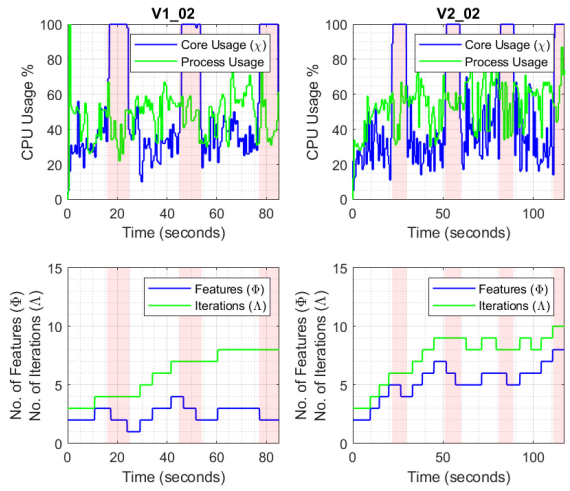 V1_02
CPU Usage %
100
80
60
40
20
0
Core Usage (χ)
Process Usage
0
20
40
60
80
Time (seconds)
V2_02
CPU Usage %
100
80
60
40
20
0
Core Usage (χ)
Process Usage
0
50
100
Time (seconds)
No. of Features (Φ)
No. of Iterations (Λ)
15
10
5
0
Features (Φ)
Iterations (Λ)
0
20
40
60
80
Time (seconds)
No. of Features (Φ)
No. of Iterations (Λ)
15
10
5
0
Features (Φ)
Iterations (Λ)
0
50
100
Time (seconds)